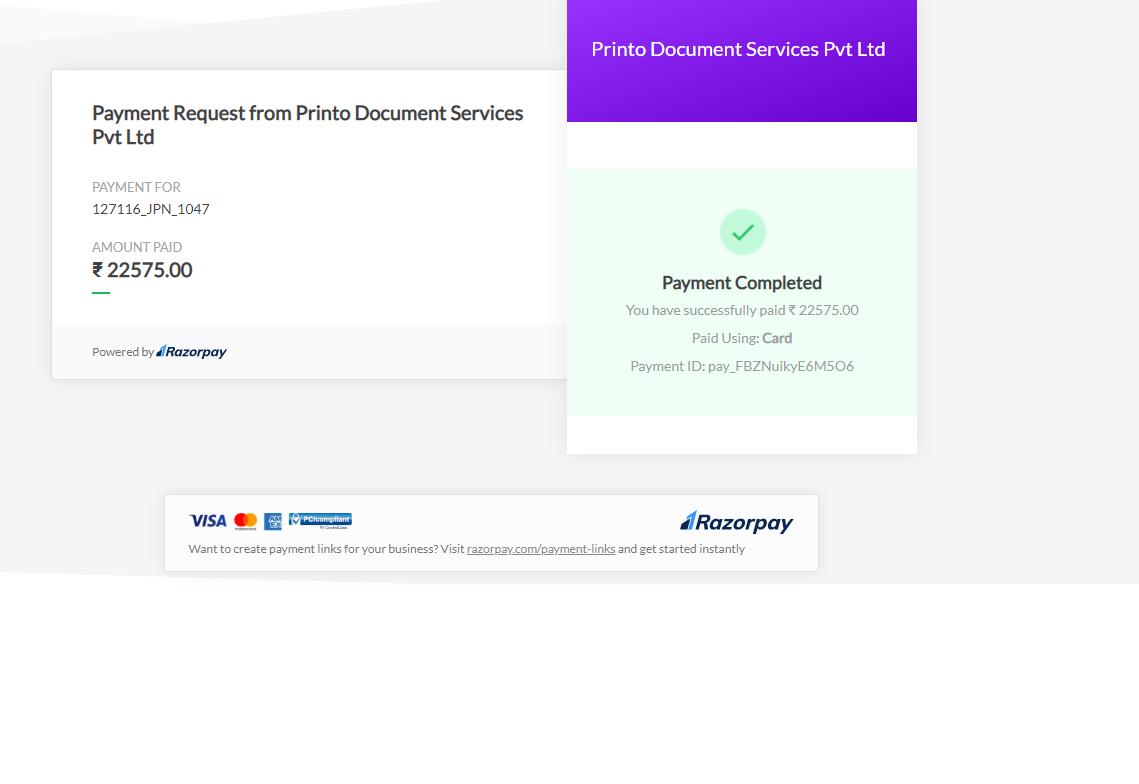 Printo Document Services Pvt Ltd
Payment Request from Printo Document Services
Pvt Ltd
PAYMENT FOR
127116_JPN_1047
AMOUNT PAID
₹ 22575.00
Powered by Razorpay
Payment Completed
You have successfully paid ₹ 22575.00
Paid Using: Card
Payment ID: pay_FBZNuikyE6M5O6
VISA
AM
EX
PCIcompliant
Razorpay
Want to create payment links for your business? Visit razorpay.com/payment-links and get started instantly